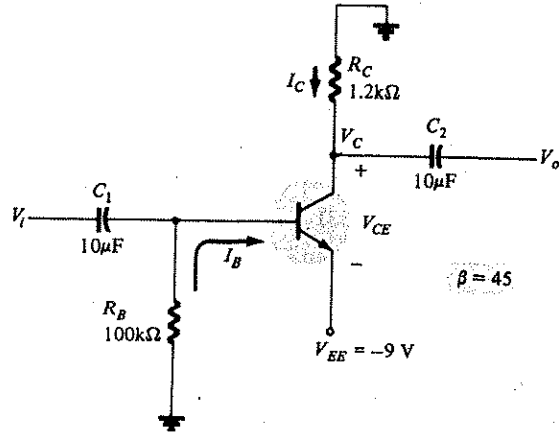 R_C
I_C
1.2kΩ
V_C
C_2
+
V_o
10μF
C_1
V_i
10μF
V_CE
I_B
−
β = 45
R_B
100kΩ
V_EE = −9 V